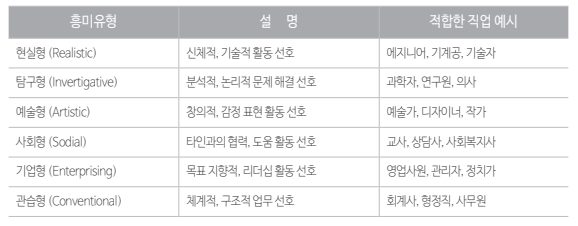 흥미유형 설 명 적합한 직업 예시
현실형 (Realistic) 신체적, 기술적 활동 선호 에지니어, 기계공, 기술자
탐구형 (Invertigative) 분석적, 논리적 문제 해결 선호 과학자, 연구원, 의사
예술형 (Artistic) 창의적, 감정 표현 활동 선호 예술가, 디자이너, 작가
사회형 (Sodial) 타인과의 협력, 도움 활동 선호 교사, 상담사, 사회복지사
기업형 (Enterprising) 목표 지향적, 리더십 활동 선호 영업사원, 관리자, 정치가
관습형 (Conventional) 체계적, 구조적 업무 선호 회계사, 형정직, 사무원